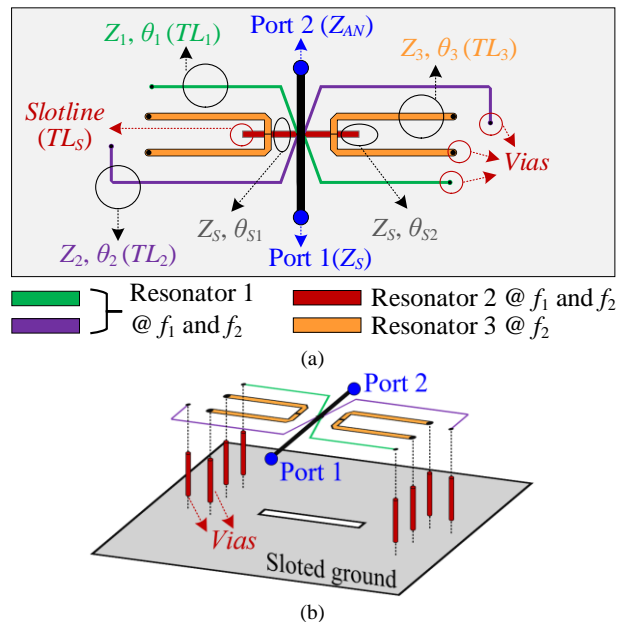 Z1, θ1 (TL1)
Port 2 (ZAN)
Z3, θ3 (TL3)
Slotline
(TLS)
Vias
ZS, θS1
ZS, θS2
Z2, θ2 (TL2)
Port 1(ZS)
Resonator 1
@ f1 and f2
Resonator 2 @ f1 and f2
Resonator 3 @ f2
(a)
Port 2
Port 1
Vias
Sloted ground
(b)